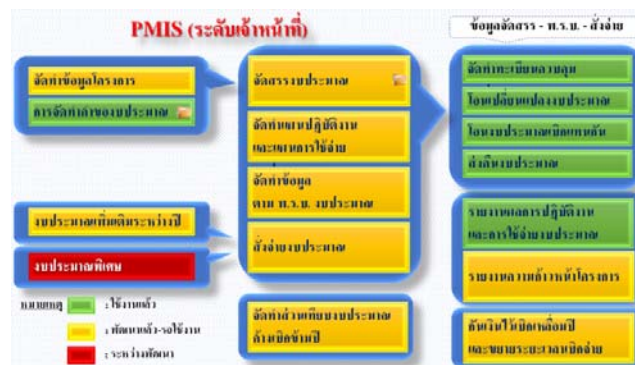 PMIS (ระดับเจ้าหน้าที่)
ข้อมูลจัดสรร - พ.ร.บ.- สั่งจ่าย
จัดทำข้อมูลโครงการ
การจัดทำคำของบประมาณ
งบประมาณเพิ่มเติมระหว่างปี
งบประมาณพิเศษ
จัดสรรงบประมาณ
จัดทำแผนปฏิบัติงาน
และแผนการใช้จ่าย
จัดทำข้อมูล
ตาม พ.ร.บ. งบประมาณ
สั่งจ่ายงบประมาณ
จัดทำส่วนเทียบงบประมาณ
ค้างเบิกข้ามปี
จัดทำทะเบียนควบคุม
โอนเปลี่ยนแปลงงบประมาณ
โอนงบประมาณเบิกแทนกัน
ส่งคืนงบประมาณ
รายงานผลการปฏิบัติงาน
และการใช้จ่ายงบประมาณ
รายงานความก้าวหน้าโครงการ
กันเงินไว้เบิกเหลื่อมปี
และขยายระยะเวลาเบิกจ่าย
หมายเหตุ : ใช้งานแล้ว
: พัฒนาแล้ว-รอใช้งาน
: ระหว่างพัฒนา